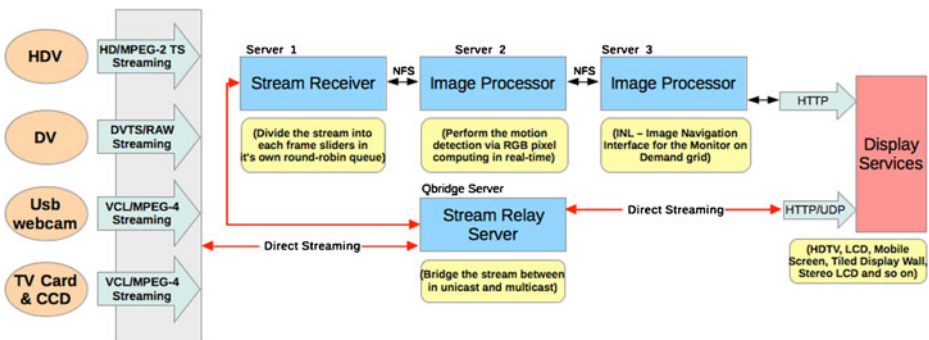 HDV
HD/MPEG-2 TS
Streaming
DV
DVTS/RAW
Streaming
Usb
webcam
VCL/MPEG-4
Streaming
TV Card
& CCD
VCL/MPEG-4
Streaming
Server 1
Stream Receiver
(Divide the stream into
each frame sliders in
it's own round-robin queue)
NFS
Server 2
Image Processor
(Perform the motion
detection via RGB pixel
computing in real-time)
NFS
Server 3
Image Processor
(INL – Image Navigation
Interface for the Monitor on
Demand grid)
HTTP
Display
Services
Qbridge Server
Stream Relay
Server
(Bridge the stream between
in unicast and multicast)
Direct Streaming
Direct Streaming
HTTP/UDP
(HDTV, LCD, Mobile
Screen, Tiled Display Wall,
Stereo LCD and so on)